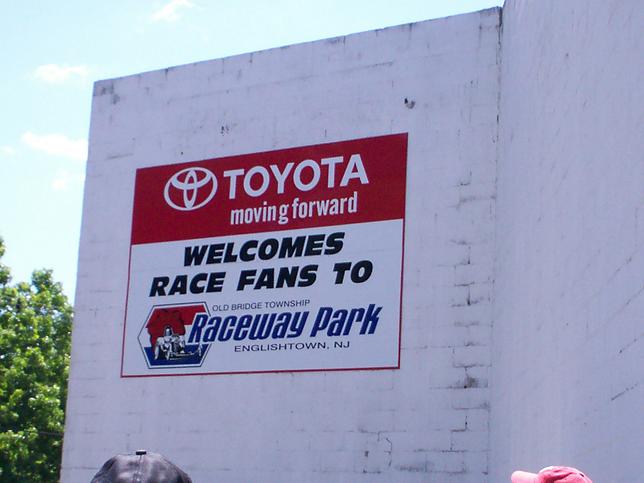 TOYOTA
moving forward
WELCOMES
RACE FANS TO
OLD BRIDGE TOWNSHIP
Raceway Park
ENGLISHTOWN, NJ